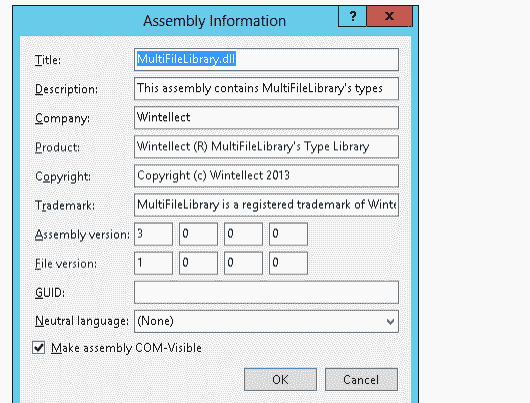 Assembly Information
?
x
Title: MultiFileLibrary.dll
Description: This assembly contains MultiFileLibrary's types
Company: Wintellect
Product: Wintellect (R) MultiFileLibrary's Type Library
Copyright: Copyright (c) Wintellect 2013
Trademark: MultiFileLibrary is a registered trademark of Winte
Assembly version: 3 0 0 0
File version: 1 0 0 0
GUID:
Neutral language: (None)
Make assembly COM-Visible
OK Cancel